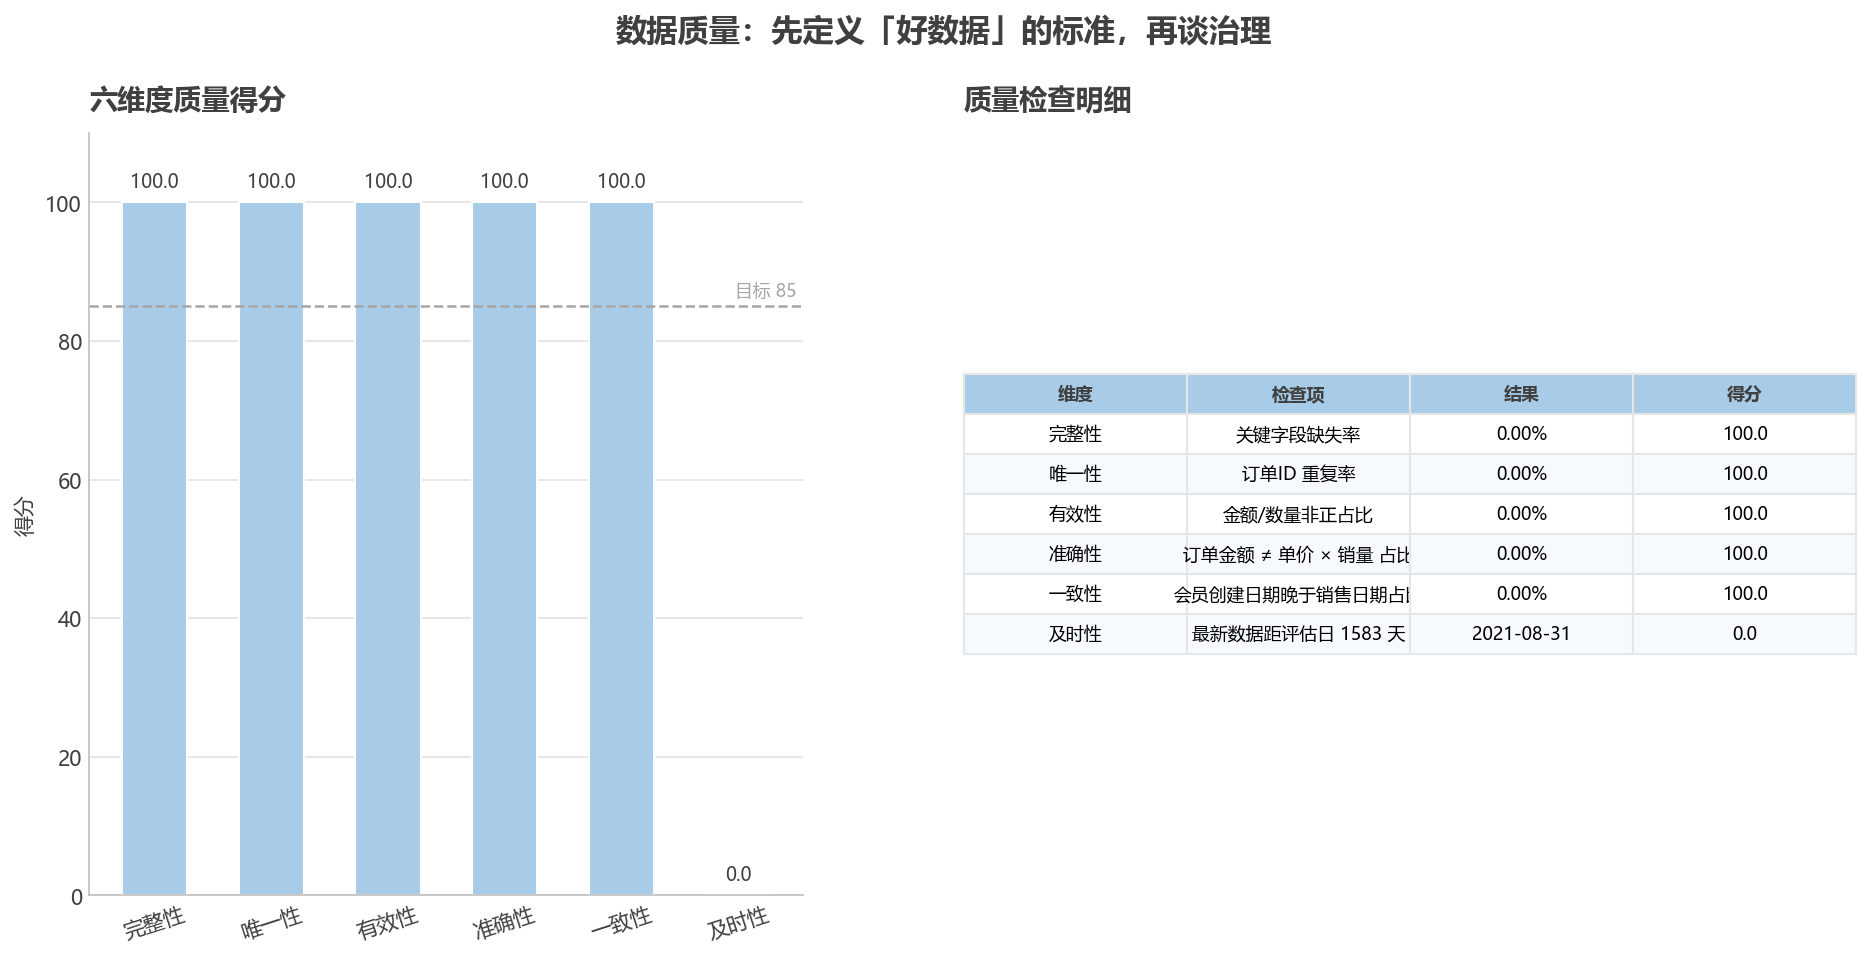 数据质量：先定义「好数据」的标准，再谈治理
六维度质量得分
100.0 100.0 100.0 100.0 100.0
100
目标 85
80
60
得分
40
20
0.0
0
完整性 唯一性 有效性 准确性 一致性 及时性
质量检查明细
维度 检查项 结果 得分
完整性 关键字段缺失率 0.00% 100.0
唯一性 订单ID 重复率 0.00% 100.0
有效性 金额/数量非正占比 0.00% 100.0
准确性 订单金额 ≠ 单价 × 销量 占比 0.00% 100.0
一致性 会员创建日期晚于销售日期占比 0.00% 100.0
及时性 最新数据距评估日 1583 天 2021-08-31 0.0